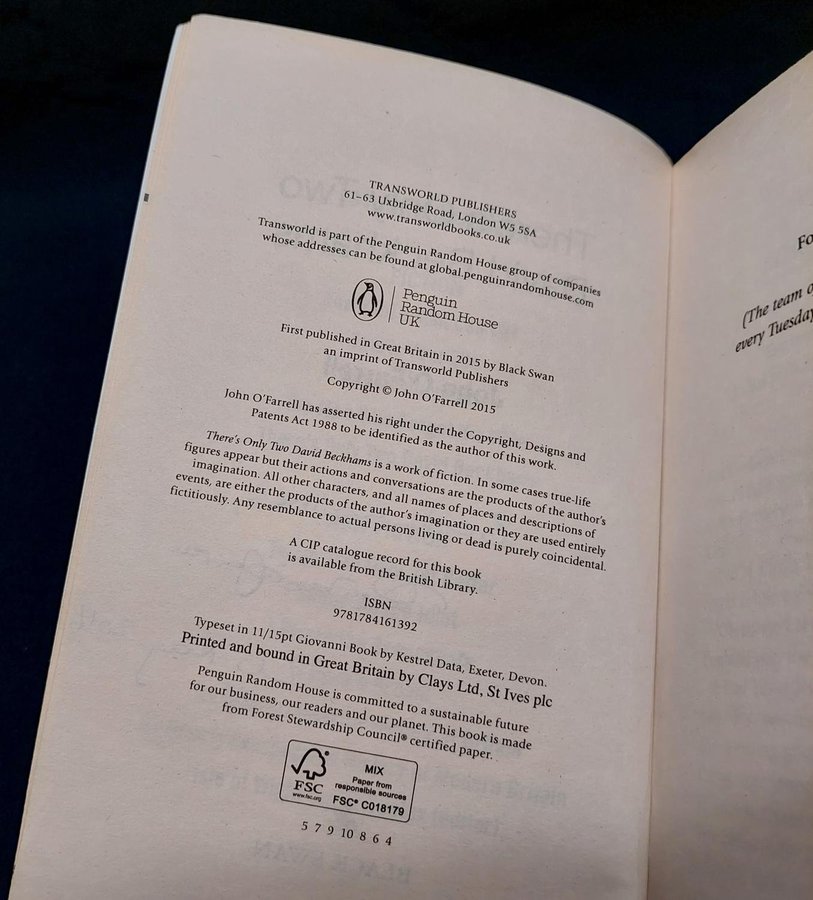 TRANSWORLD PUBLISHERS
61–63 Uxbridge Road, London W5 5SA
www.transworldbooks.co.uk
Transworld is part of the Penguin Random House group of companies
whose addresses can be found at global.penguinrandomhouse.com
Penguin
Random House
UK
First published in Great Britain in 2015 by Black Swan
an imprint of Transworld Publishers
Copyright © John O'Farrell 2015
John O'Farrell has asserted his right under the Copyright, Designs and
Patents Act 1988 to be identified as the author of this work.
There's Only Two David Beckhams is a work of fiction. In some cases true-life
figures appear but their actions and conversations are the products of the author's
imagination. All other characters, and all names of places and descriptions of
events, are either the products of the author's imagination or they are used entirely
fictitiously. Any resemblance to actual persons living or dead is purely coincidental.
A CIP catalogue record for this book
is available from the British Library.
ISBN
9781784161392
Typeset in 11/15pt Giovanni Book by Kestrel Data, Exeter, Devon.
Printed and bound in Great Britain by Clays Ltd, St Ives plc
Penguin Random House is committed to a sustainable future
for our business, our readers and our planet. This book is made
from Forest Stewardship Council® certified paper.
FSC
www.fsc.org
MIX
Paper from
responsible sources
FSC® C018179
5 7 9 10 8 6 4
(The team
every Tuesday